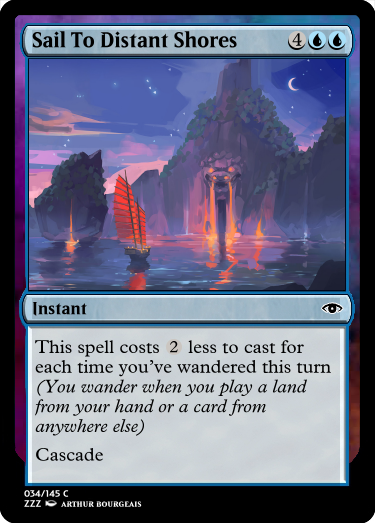 Sail To Distant Shores 4
Instant
This spell costs 2 less to cast for
each time you've wandered this turn
(You wander when you play a land
from your hand or a card from
anywhere else)
Cascade
034/145 C
ZZZ ARTHUR BOURGEAIS